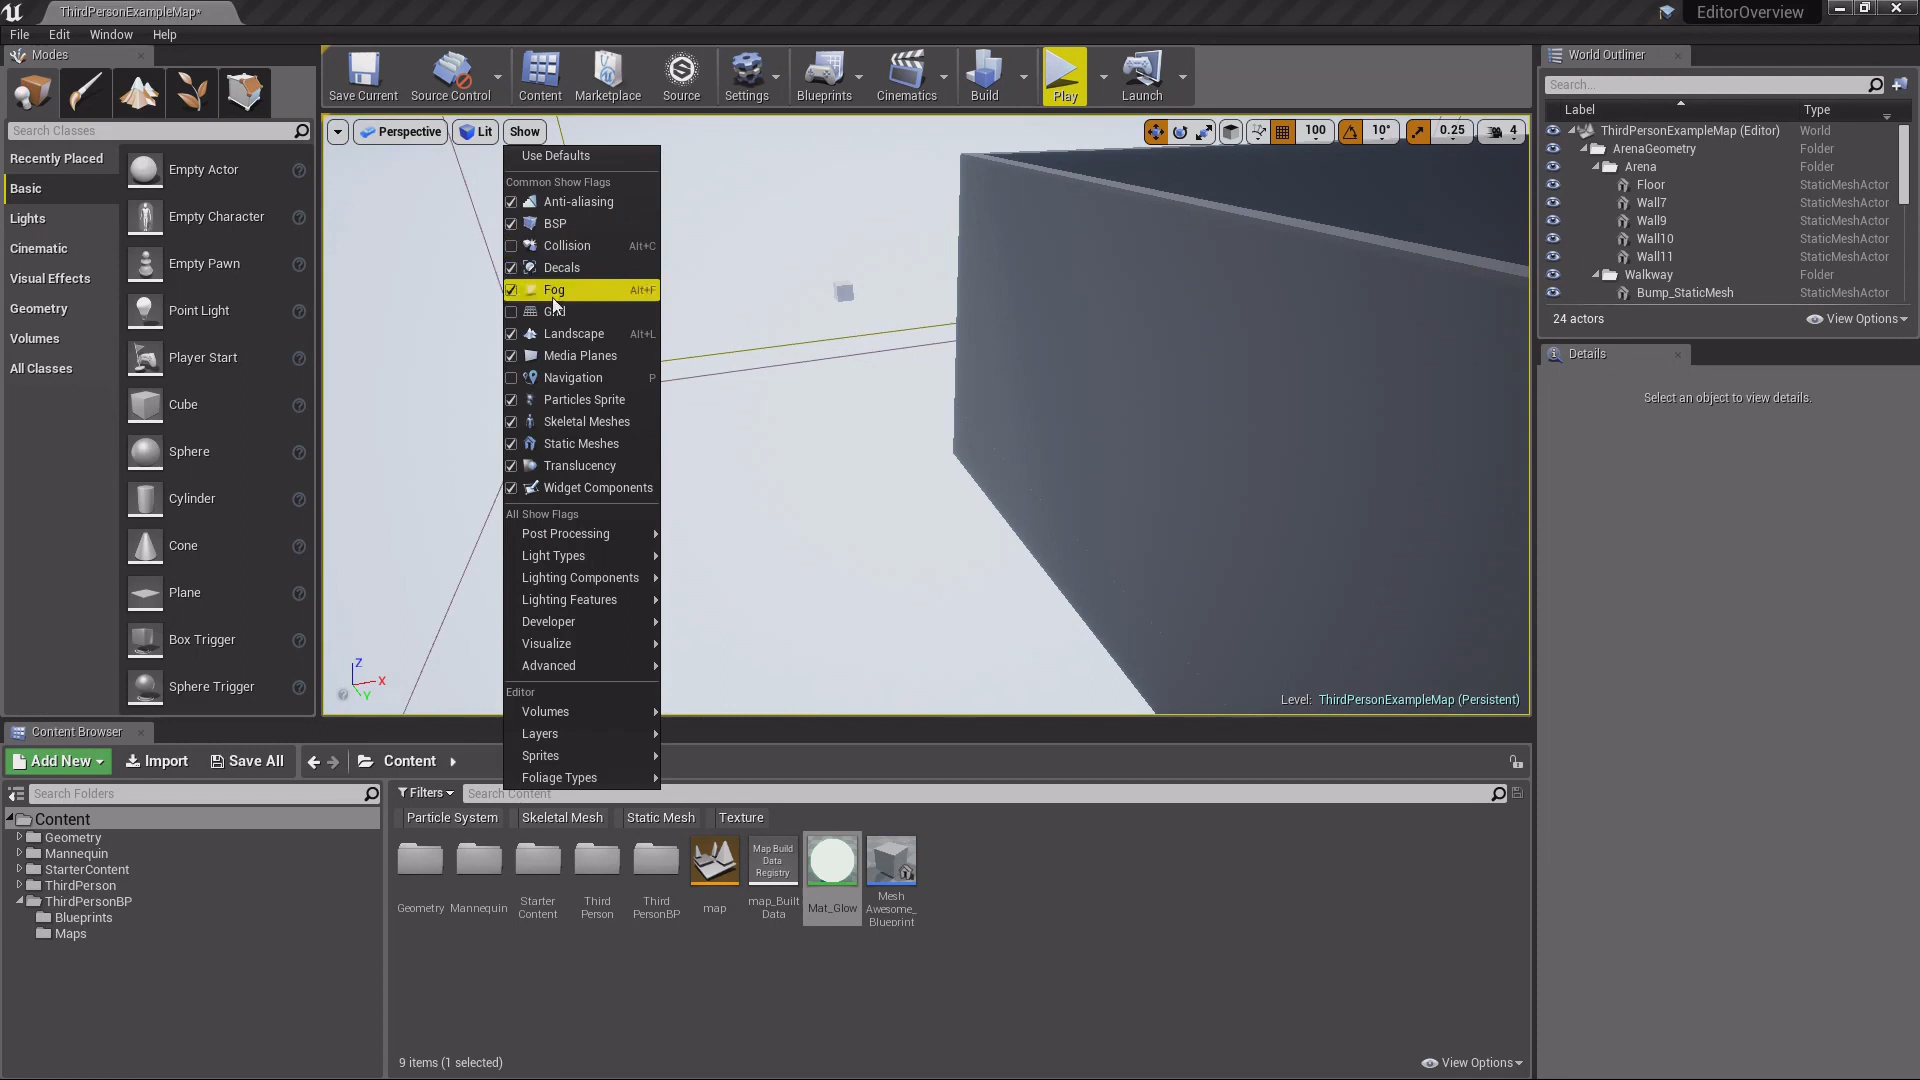 ThirdPersonExampleMap*
EditorOverview
File Edit Window Help
Modes
Search Classes
Recently Placed
Basic
Lights
Cinematic
Visual Effects
Geometry
Volumes
All Classes
Empty Actor
Empty Character
Empty Pawn
Point Light
Player Start
Cube
Sphere
Cylinder
Cone
Plane
Box Trigger
Sphere Trigger
Save Current
Source Control
Content
Marketplace
Source
Settings
Blueprints
Cinematics
Build
Play
Launch
Perspective
Lit
Show
100
10°
0.25
4
Use Defaults
Common Show Flags
Anti-aliasing
BSP
Collision Alt+C
Decals
Fog Alt+F
Landscape Alt+L
Media Planes
Navigation P
Particles Sprite
Skeletal Meshes
Static Meshes
Translucency
Widget Components
All Show Flags
Post Processing
Light Types
Lighting Components
Lighting Features
Developer
Visualize
Advanced
Editor
Volumes
Layers
Sprites
Foliage Types
Z
X
Y
Level: ThirdPersonExampleMap (Persistent)
World Outliner
Search...
Label Type
ThirdPersonExampleMap (Editor) World
ArenaGeometry Folder
Arena Folder
Floor StaticMeshActor
Wall7 StaticMeshActor
Wall9 StaticMeshActor
Wall10 StaticMeshActor
Wall11 StaticMeshActor
Walkway Folder
Bump_StaticMesh StaticMeshActor
24 actors
View Options
Details
Select an object to view details.
Content Browser
Add New
Import
Save All
Content
Search Folders
Content
Geometry
Mannequin
StarterContent
ThirdPerson
ThirdPersonBP
Blueprints
Maps
Filters
Search Content
Particle System
Skeletal Mesh
Static Mesh
Texture
Map Build
Data
Registry
Geometry
Mannequin
Starter
Content
Third
Person
Third
PersonBP
map
map_Built
Data
Mat_Glow
Mesh
Awesome_
Blueprint
9 items (1 selected)
View Options